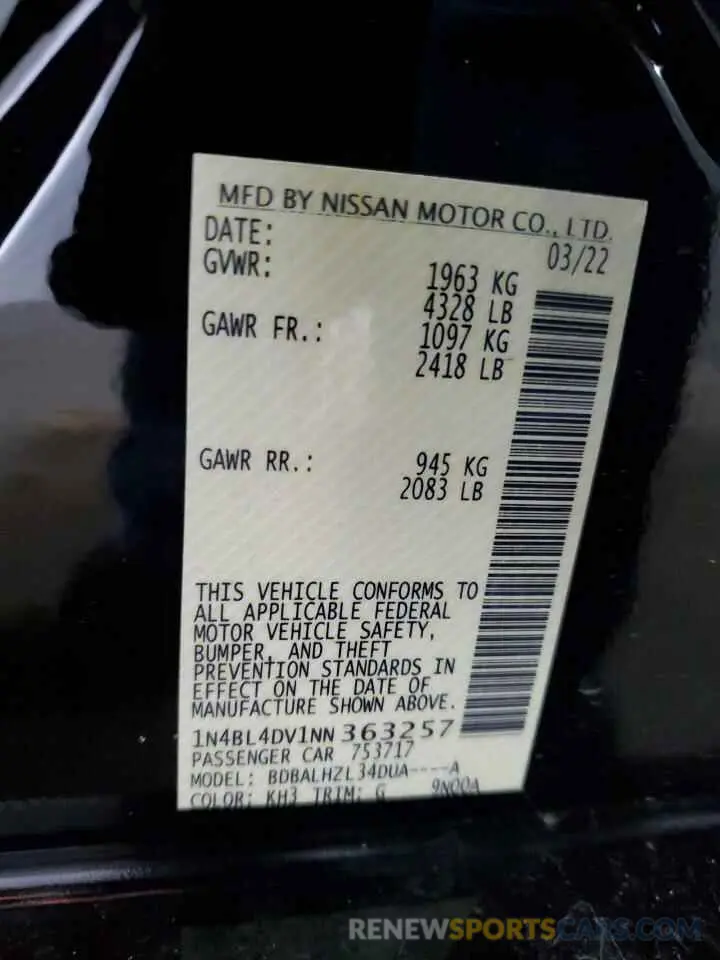 MFD BY NISSAN MOTOR CO., LTD.
DATE: 03/22
GVWR: 1963 KG
4328 LB
GAWR FR.: 1097 KG
2418 LB
GAWR RR.: 945 KG
2083 LB
THIS VEHICLE CONFORMS TO
ALL APPLICABLE FEDERAL
MOTOR VEHICLE SAFETY,
BUMPER, AND THEFT
PREVENTION STANDARDS IN
EFFECT ON THE DATE OF
MANUFACTURE SHOWN ABOVE.
1N4BL4DV1NN363257
PASSENGER CAR 753717
MODEL: BDBALHZL34DUA----A
COLOR: KH3 TRIM: G 9N00A
RENEWSPORTSCARS.COM